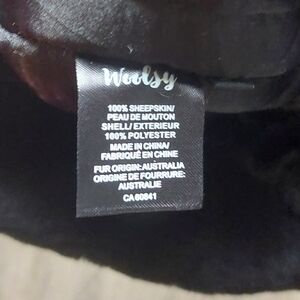 Woolsy
100% SHEEPSKIN/
PEAU DE MOUTON
SHELL/EXTERIEUR
100% POLYESTER
MADE IN CHINA/
FABRIQUÉ EN CHINE
FUR ORIGIN: AUSTRALIA
ORIGINE DE FOURRURE:
AUSTRALIE
CA 60841